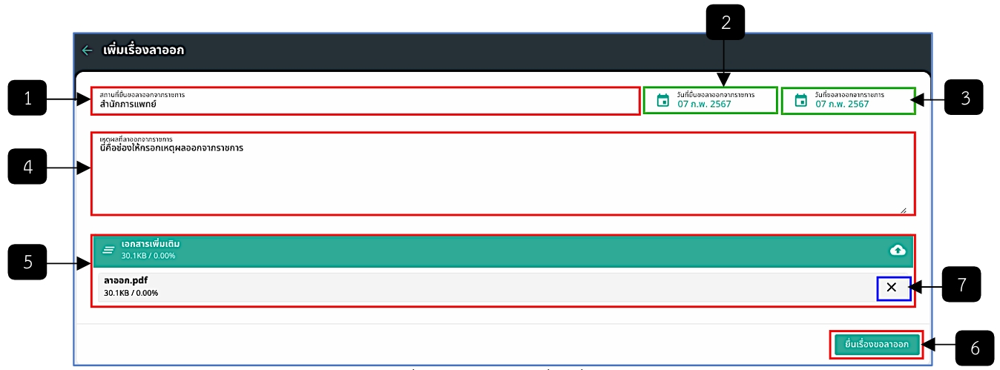 2
เพิ่มเรื่องลาออก
1
สถานที่ยื่นขอลาออกจากราชการ
สำนักการแพทย์
วันที่ยื่นขอลาออกจากราชการ
07 ก.พ. 2567
วันที่ขอลาออกจากราชการ
07 ก.พ. 2567
3
4
เหตุผลที่ลาออกจากราชการ
นี่คือช่องให้กรอกเหตุผลออกจากราชการ
5
เอกสารเพิ่มเติม
30.1KB / 0.00%
ลาออก.pdf
30.1KB / 0.00%
7
ยื่นเรื่องขอลาออก
6